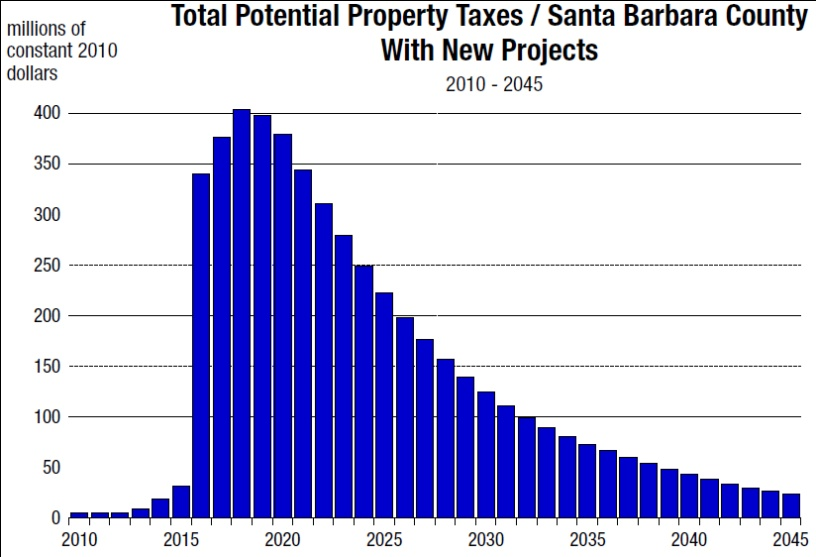 Total Potential Property Taxes / Santa Barbara County
With New Projects
2010 - 2045
millions of
constant 2010
dollars
400
350
300
250
200
150
100
50
0
2010 2015 2020 2025 2030 2035 2040 2045